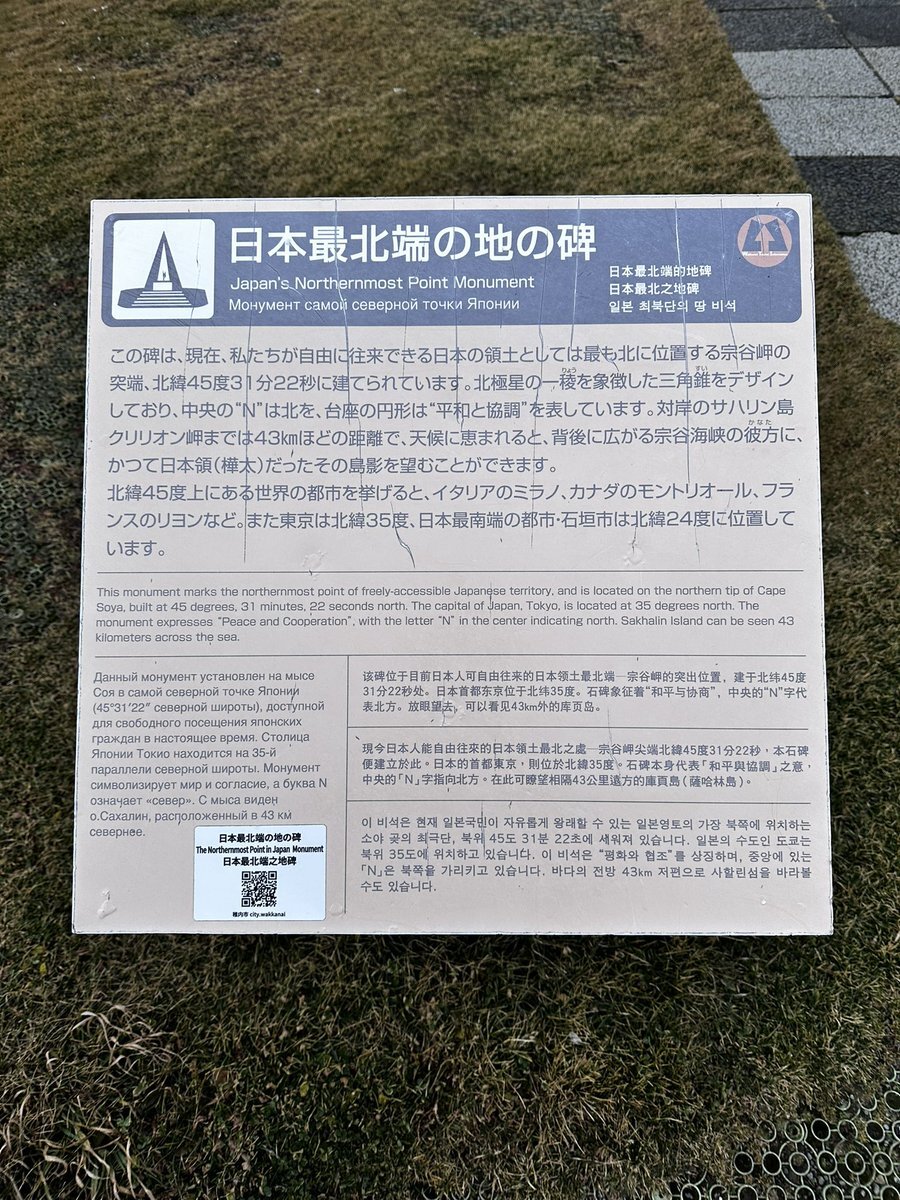 日本最北端の地の碑
Japan's Northernmost Point Monument
Монумент самой северной точки Японии
日本最北端的地碑
日本最北之地碑
일본 최북단의 땅 비석
この碑は、現在、私たちが自由に往来できる日本の領土としては最も北に位置する宗谷岬の
突端、北緯45度31分22秒に建てられています。北極星の一稜を象徴した三角錐をデザイン
しており、中央の“N”は北を、台座の円形は“平和と協調”を表しています。対岸のサハリン島
クリリオン岬までは43㎞ほどの距離で、天候に恵まれると、背後に広がる宗谷海峡の彼方に、
かつて日本領(樺太)だったその島影を望むことができます。
北緯45度上にある世界の都市を挙げると、イタリアのミラノ、カナダのモントリオール、フラ
ンスのリヨンなど。また東京は北緯35度、日本最南端の都市・石垣市は北緯24度に位置して
います。
This monument marks the northernmost point of freely-accessible Japanese territory, and is located on the northern tip of Cape
Soya, built at 45 degrees, 31 minutes, 22 seconds north. The capital of Japan, Tokyo, is located at 35 degrees north. The
monument expresses “Peace and Cooperation”, with the letter “N” in the center indicating north. Sakhalin Island can be seen 43
kilometers across the sea.
Данный монумент установлен на мысе
Соя в самой северной точке Японии
(45°31′22″ северной широты), доступной
для свободного посещения японских
граждан в настоящее время. Столица
Японии Токио находится на 35-й
параллели северной широты. Монумент
символизирует мир и согласие, а буква N
означает «север». С мыса виден
о.Сахалин, расположенный в 43 км
севернее.
该碑位于目前日本人可自由往来的日本领土最北端─宗谷岬的突出位置，建于北纬45度
31分22秒处。日本首都东京位于北纬35度。石碑象征着“和平与协商”，中央的“N”字代
表北方。放眼望去，可以看见43㎞外的库页岛。
現今日本人能自由往來的日本領土最北之處─宗谷岬尖端北緯45度31分22秒，本石碑
便建立於此。日本的首都東京，則位於北緯35度。石碑本身代表「和平與協調」之意，
中央的「N」字指向北方。在此可瞭望相隔43公里遠方的庫頁島（薩哈林島）。
이 비석은 현재 일본국민이 자유롭게 왕래할 수 있는 일본영토의 가장 북쪽에 위치하는
소야 곶의 최극단, 북위 45도 31분 22초에 세워져 있습니다. 일본의 수도인 도쿄는
북위 35도에 위치하고 있습니다. 이 비석은 “평화와 협조”를 상징하며, 중앙에 있는
「N」은 북쪽을 가리키고 있습니다. 바다의 전방 43㎞ 저편으로 사할린섬을 바라볼
수도 있습니다.
日本最北端の地の碑
The Northernmost Point in Japan Monument
日本最北端之地碑
稚内市 city.wakkanai